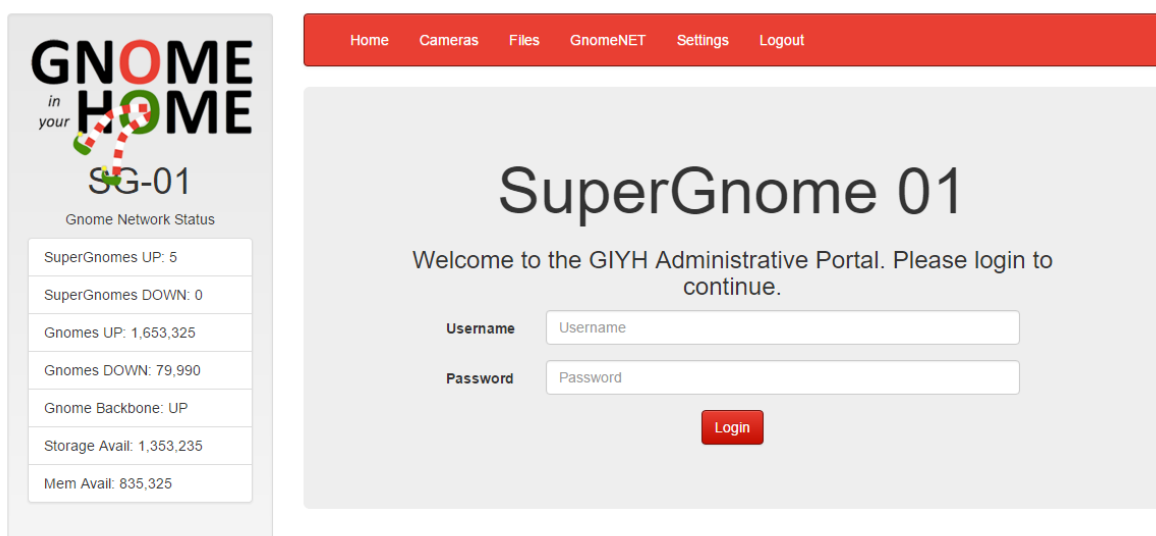 GNOME
in
your HOME
SG-01
Gnome Network Status
SuperGnomes UP: 5
SuperGnomes DOWN: 0
Gnomes UP: 1,653,325
Gnomes DOWN: 79,990
Gnome Backbone: UP
Storage Avail: 1,353,235
Mem Avail: 835,325
Home Cameras Files GnomeNET Settings Logout
SuperGnome 01
Welcome to the GIYH Administrative Portal. Please login to
continue.
Username Username
Password Password
Login